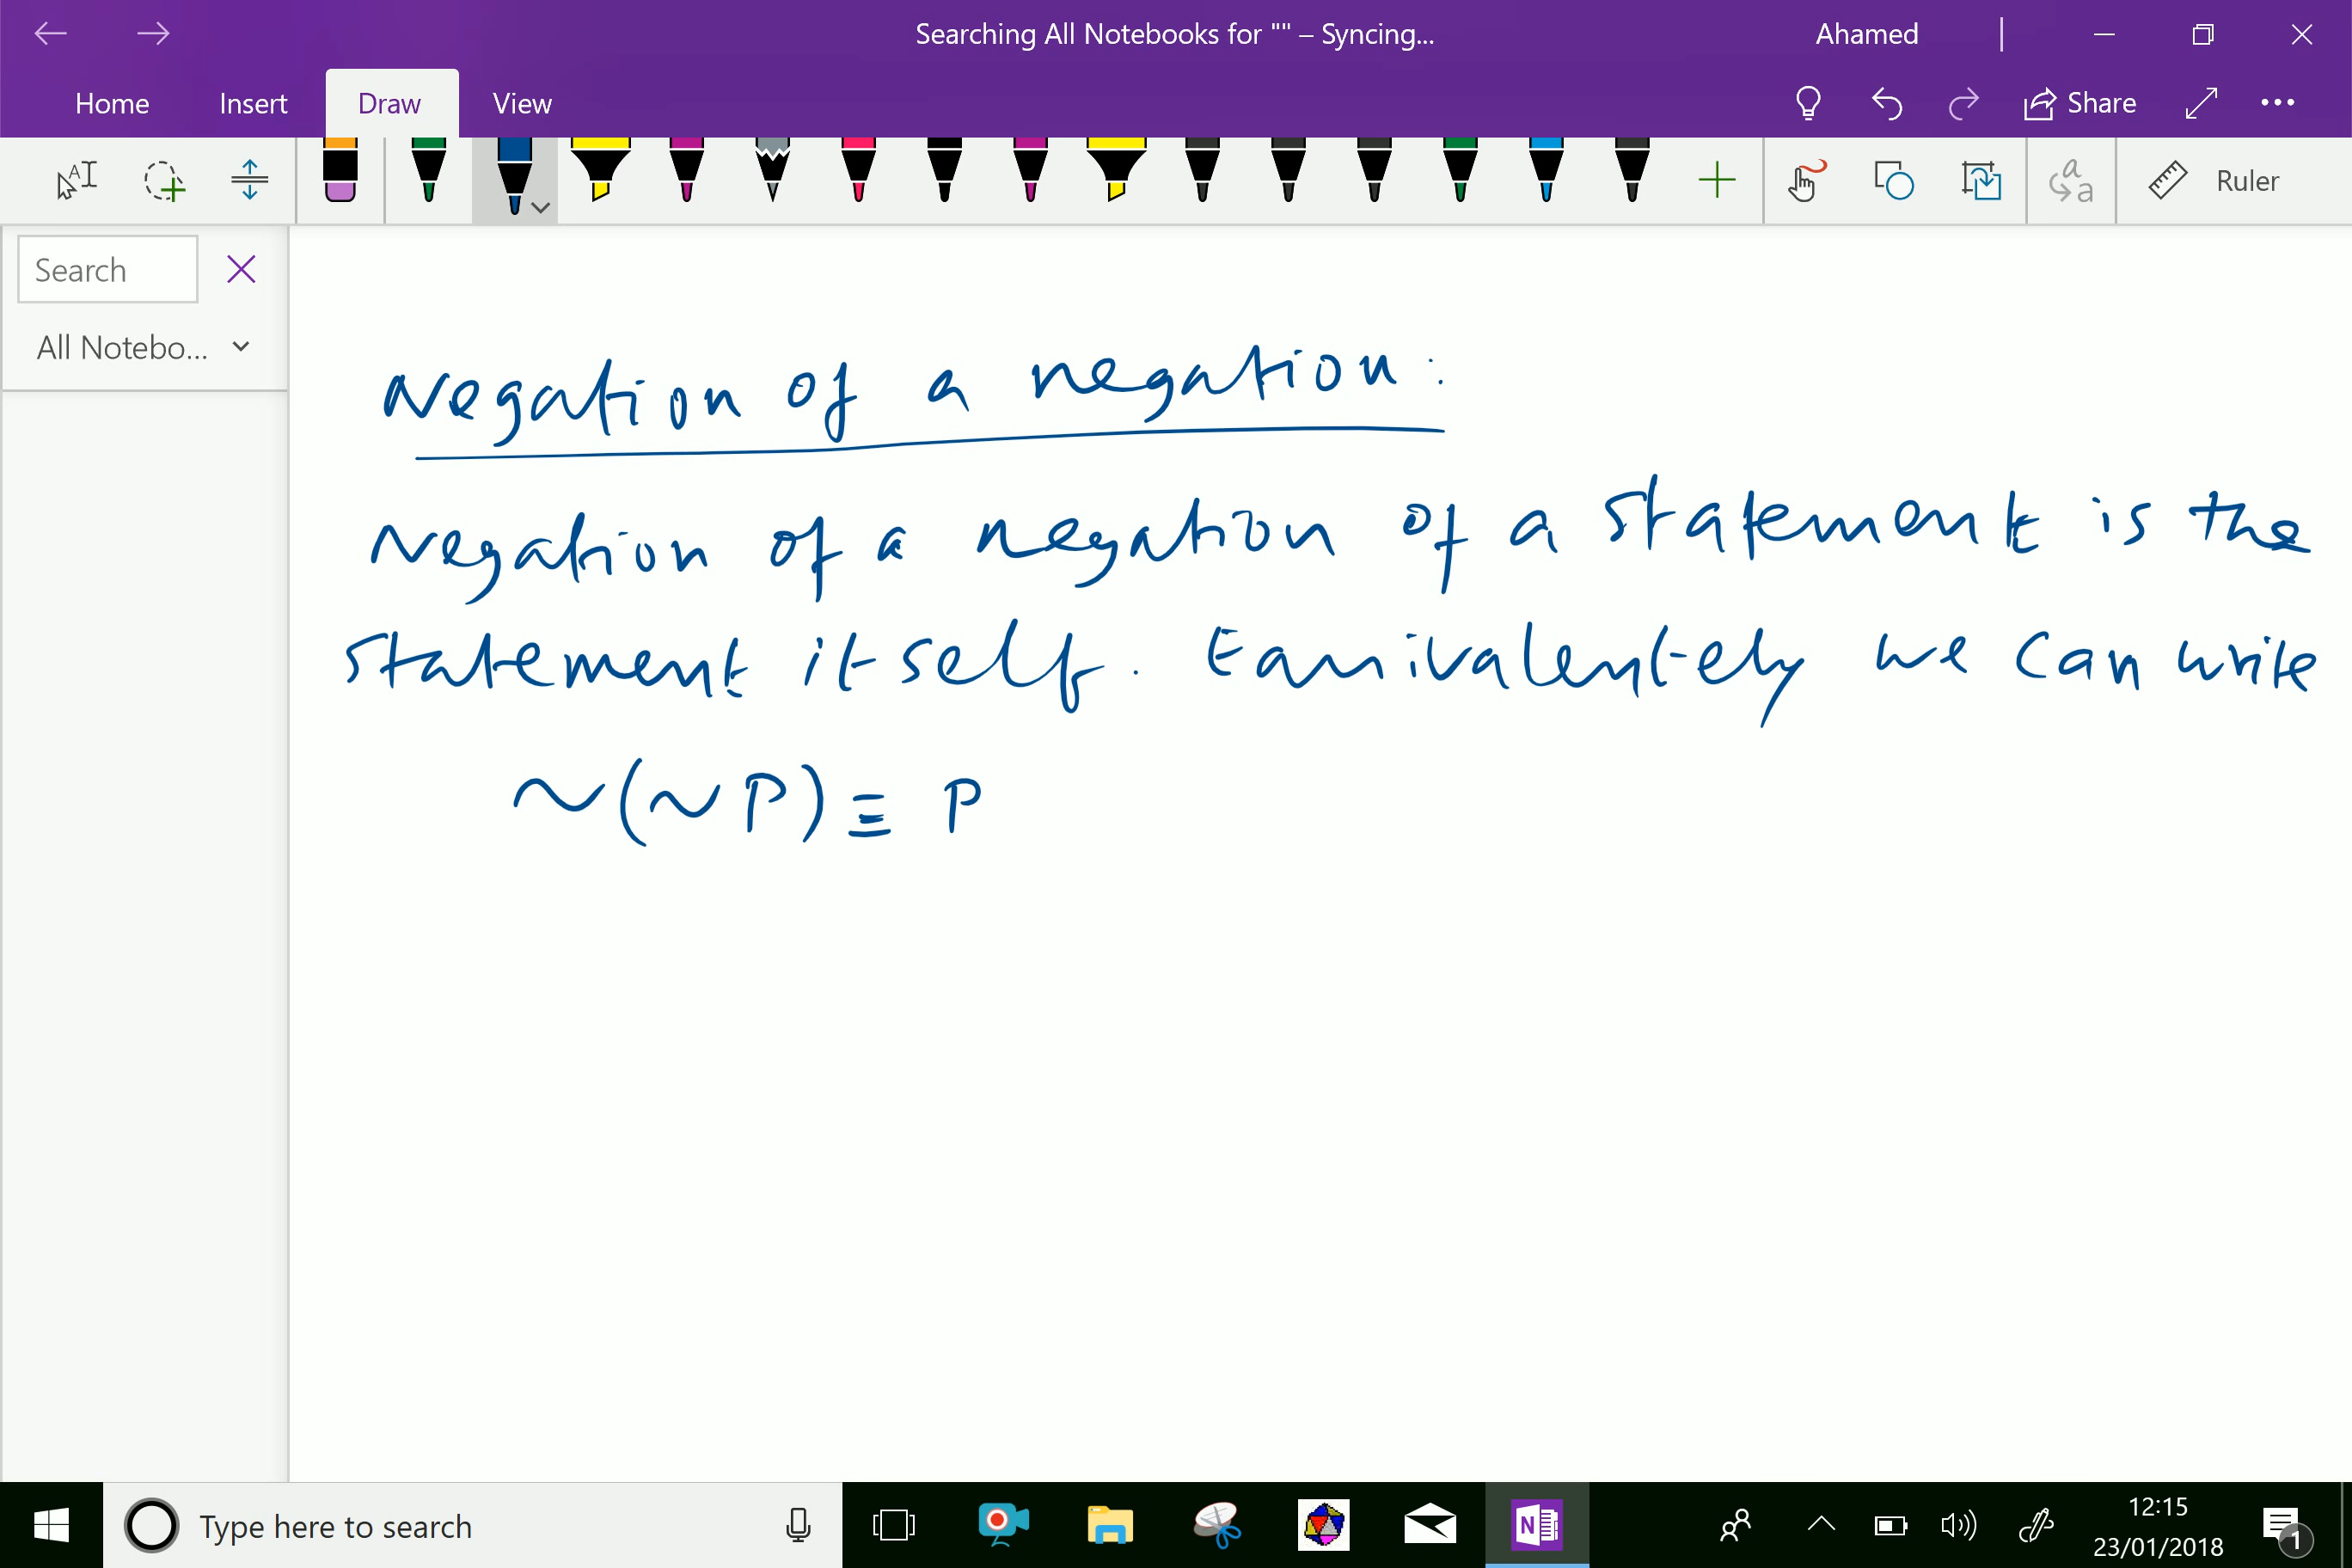 Searching All Notebooks for "" – Syncing...
Ahamed
Home Insert Draw View
Share
Ruler
Search
All Notebo...
Negation of a negation:
Negation of a negation of a statement is the
statement itself. Equivalentely we can write
~(~P) ≡ P
Type here to search
12:15
23/01/2018
1